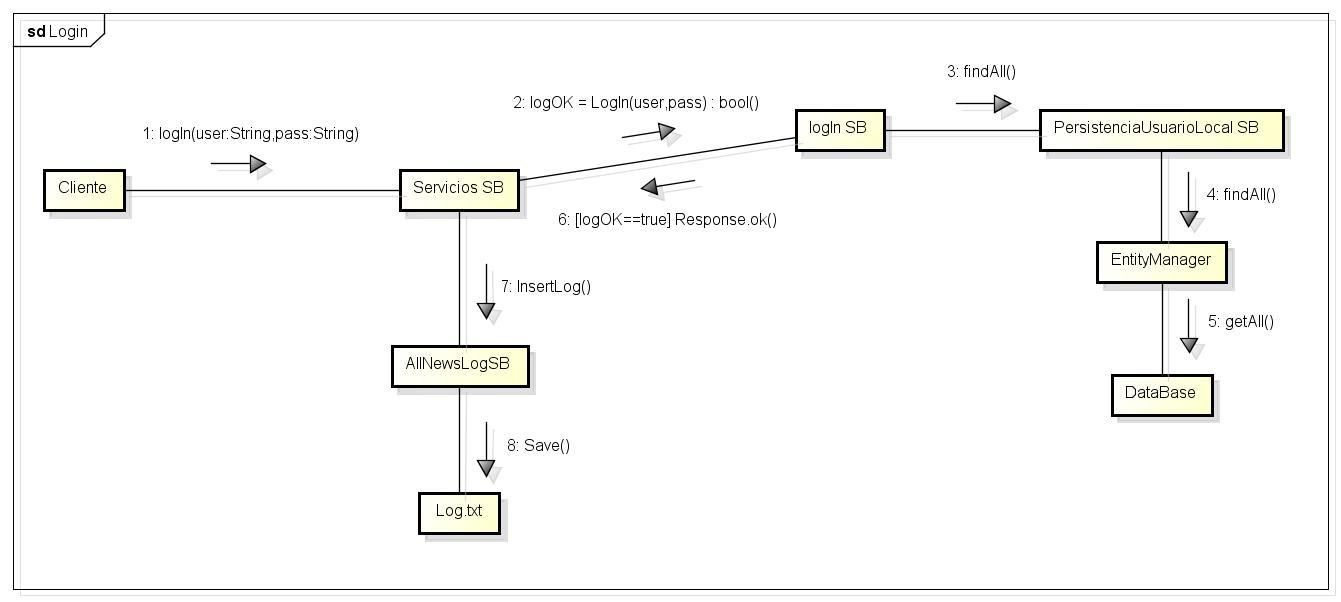 sd Login
3: findAll()
2: logOK = LogIn(user,pass) : bool()
1: logIn(user:String,pass:String)
logIn SB
PersistenciaUsuarioLocal SB
Cliente
Servicios SB
4: findAll()
6: [logOK==true] Response.ok()
EntityManager
7: InsertLog()
5: getAll()
AllNewsLogSB
DataBase
8: Save()
Log.txt